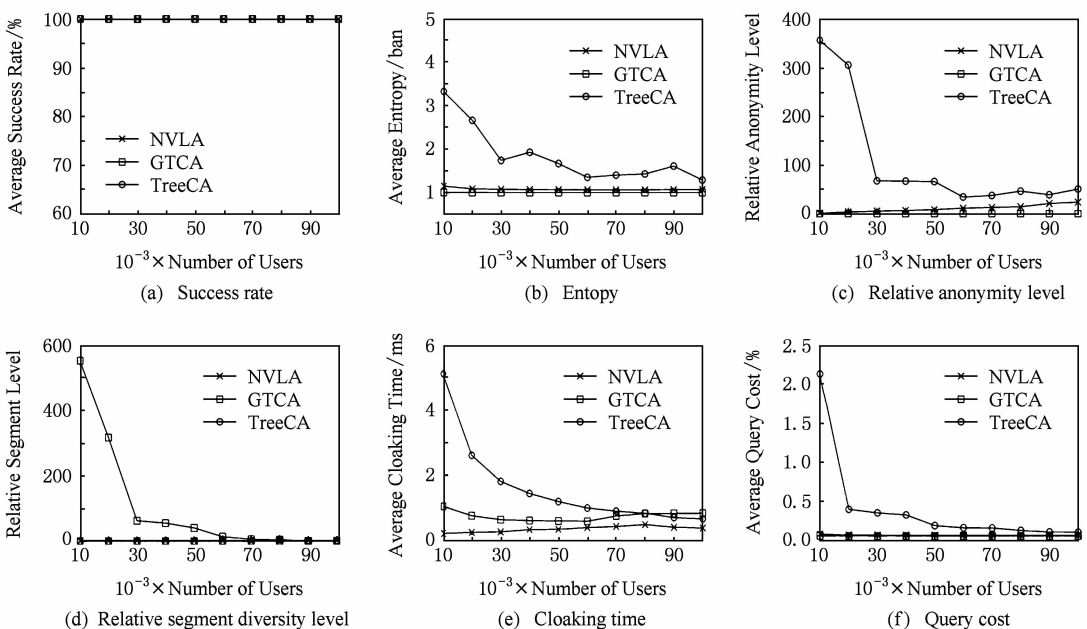 Average Success Rate/%
100
90
80
70
60
NVLA
GTCA
TreeCA
10 30 50 70 90
10⁻³×Number of Users
(a) Success rate
Average Entropy/ban
5
4
3
2
1
NVLA
GTCA
TreeCA
10 30 50 70 90
10⁻³×Number of Users
(b) Entopy
Relative Anonymity Level
400
300
200
100
0
NVLA
GTCA
TreeCA
10 30 50 70 90
10⁻³×Number of Users
(c) Relative anonymity level
Relative Segment Level
600
400
200
0
NVLA
GTCA
TreeCA
10 30 50 70 90
10⁻³×Number of Users
(d) Relative segment diversity level
Average Cloaking Time/ms
6
4
2
0
NVLA
GTCA
TreeCA
10 30 50 70 90
10⁻³×Number of Users
(e) Cloaking time
Average Query Cost/%
2.5
2.0
1.5
1.0
0.5
0.0
NVLA
GTCA
TreeCA
10 30 50 70 90
10⁻³×Number of Users
(f) Query cost